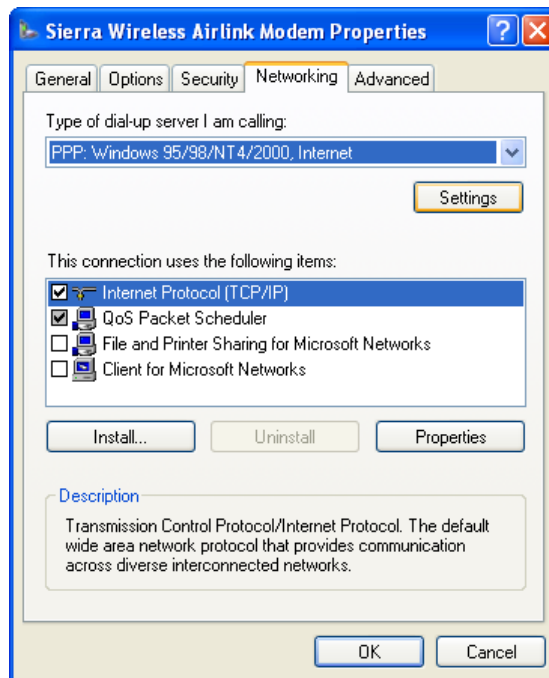 Sierra Wireless Airlink Modem Properties
General Options Security Networking Advanced
Type of dial-up server I am calling:
PPP: Windows 95/98/NT4/2000, Internet
Settings
This connection uses the following items:
Internet Protocol (TCP/IP)
QoS Packet Scheduler
File and Printer Sharing for Microsoft Networks
Client for Microsoft Networks
Install... Uninstall Properties
Description
Transmission Control Protocol/Internet Protocol. The default
wide area network protocol that provides communication
across diverse interconnected networks.
OK Cancel